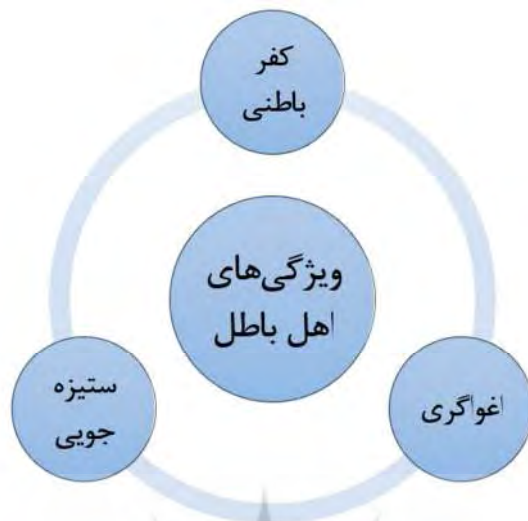 کفر
باطنی
ویژگی‌های
اهل باطل
ستیزه
جویی
اغواگری